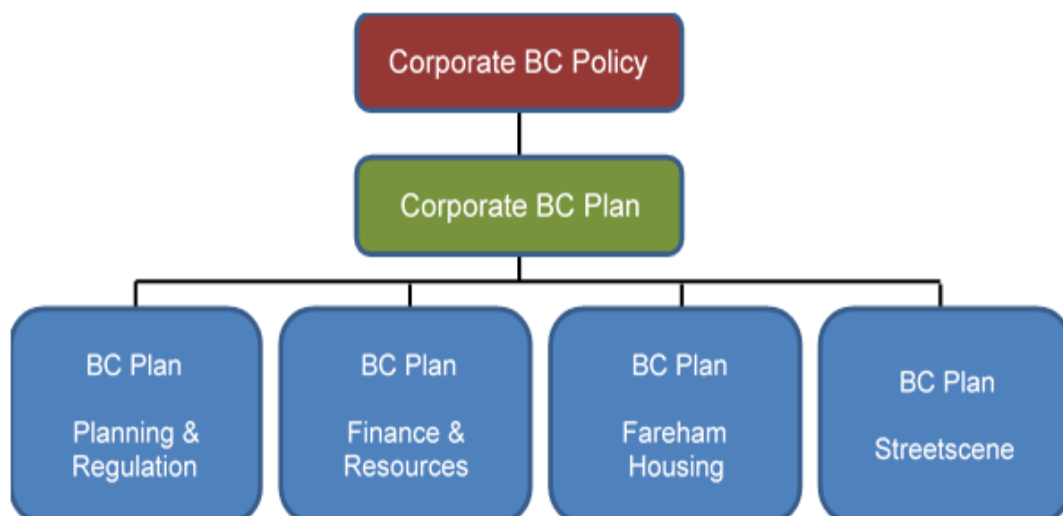 Corporate BC Policy
Corporate BC Plan
BC Plan
Planning &
Regulation
BC Plan
Finance &
Resources
BC Plan
Fareham
Housing
BC Plan
Streetscene